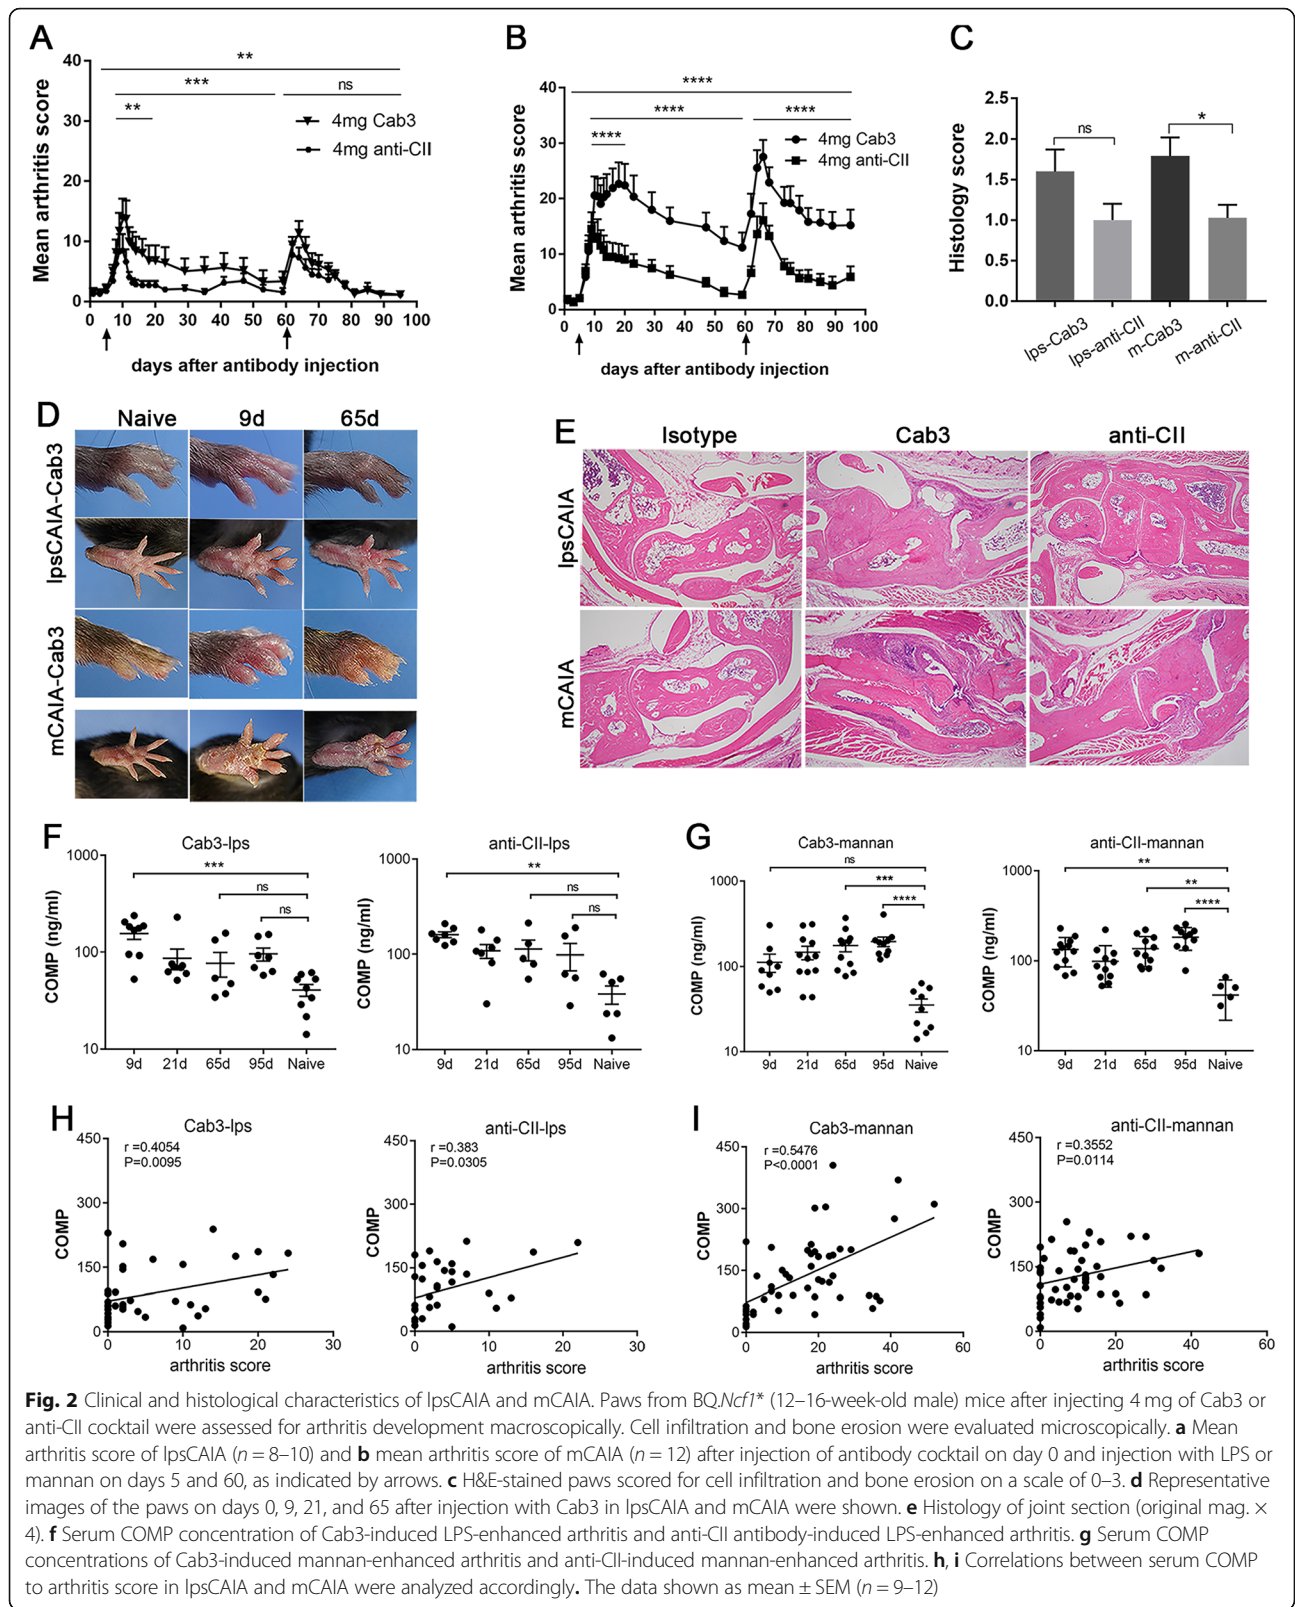 A
**
***
ns
**
4mg Cab3
4mg anti-CII
Mean arthritis score
40
30
20
10
0
0 10 20 30 40 50 60 70 80 90 100
days after antibody injection
B
****
****
****
****
4mg Cab3
4mg anti-CII
Mean arthritis score
40
30
20
10
0
0 10 20 30 40 50 60 70 80 90 100
days after antibody injection
C
ns
*
Histology score
2.5
2.0
1.5
1.0
0.5
0.0
lps-Cab3
lps-anti-CII
m-Cab3
m-anti-CII
D
Naive 9d 65d
lpsCAIA-Cab3
mCAIA-Cab3
E
Isotype Cab3 anti-CII
lpsCAIA
mCAIA
F
Cab3-lps
***
ns
ns
COMP (ng/ml)
1000
100
10
9d 21d 65d 95d Naive
anti-CII-lps
**
ns
ns
COMP (ng/ml)
1000
100
10
9d 21d 65d 95d Naive
G
Cab3-mannan
ns
***
****
COMP (ng/ml)
1000
100
10
9d 21d 65d 95d Naive
anti-CII-mannan
**
**
****
COMP (ng/ml)
1000
100
10
9d 21d 65d 95d Naive
H
Cab3-lps
r =0.4054
P=0.0095
COMP
450
300
150
0
0 10 20 30
arthritis score
anti-CII-lps
r =0.383
P=0.0305
COMP
450
300
150
0
0 10 20 30
arthritis score
I
Cab3-mannan
r =0.5476
P<0.0001
COMP
450
300
150
0
0 20 40 60
arthritis score
anti-CII-mannan
r =0.3552
P=0.0114
COMP
450
300
150
0
0 20 40 60
arthritis score
Fig. 2 Clinical and histological characteristics of lpsCAIA and mCAIA. Paws from BQ.Ncf1* (12–16-week-old male) mice after injecting 4 mg of Cab3 or
anti-CII cocktail were assessed for arthritis development macroscopically. Cell infiltration and bone erosion were evaluated microscopically. a Mean
arthritis score of lpsCAIA (n = 8–10) and b mean arthritis score of mCAIA (n = 12) after injection of antibody cocktail on day 0 and injection with LPS or
mannan on days 5 and 60, as indicated by arrows. c H&E-stained paws scored for cell infiltration and bone erosion on a scale of 0–3. d Representative
images of the paws on days 0, 9, 21, and 65 after injection with Cab3 in lpsCAIA and mCAIA were shown. e Histology of joint section (original mag. ×
4). f Serum COMP concentration of Cab3-induced LPS-enhanced arthritis and anti-CII antibody-induced LPS-enhanced arthritis. g Serum COMP
concentrations of Cab3-induced mannan-enhanced arthritis and anti-CII-induced mannan-enhanced arthritis. h, i Correlations between serum COMP
to arthritis score in lpsCAIA and mCAIA were analyzed accordingly. The data shown as mean ± SEM (n = 9–12)